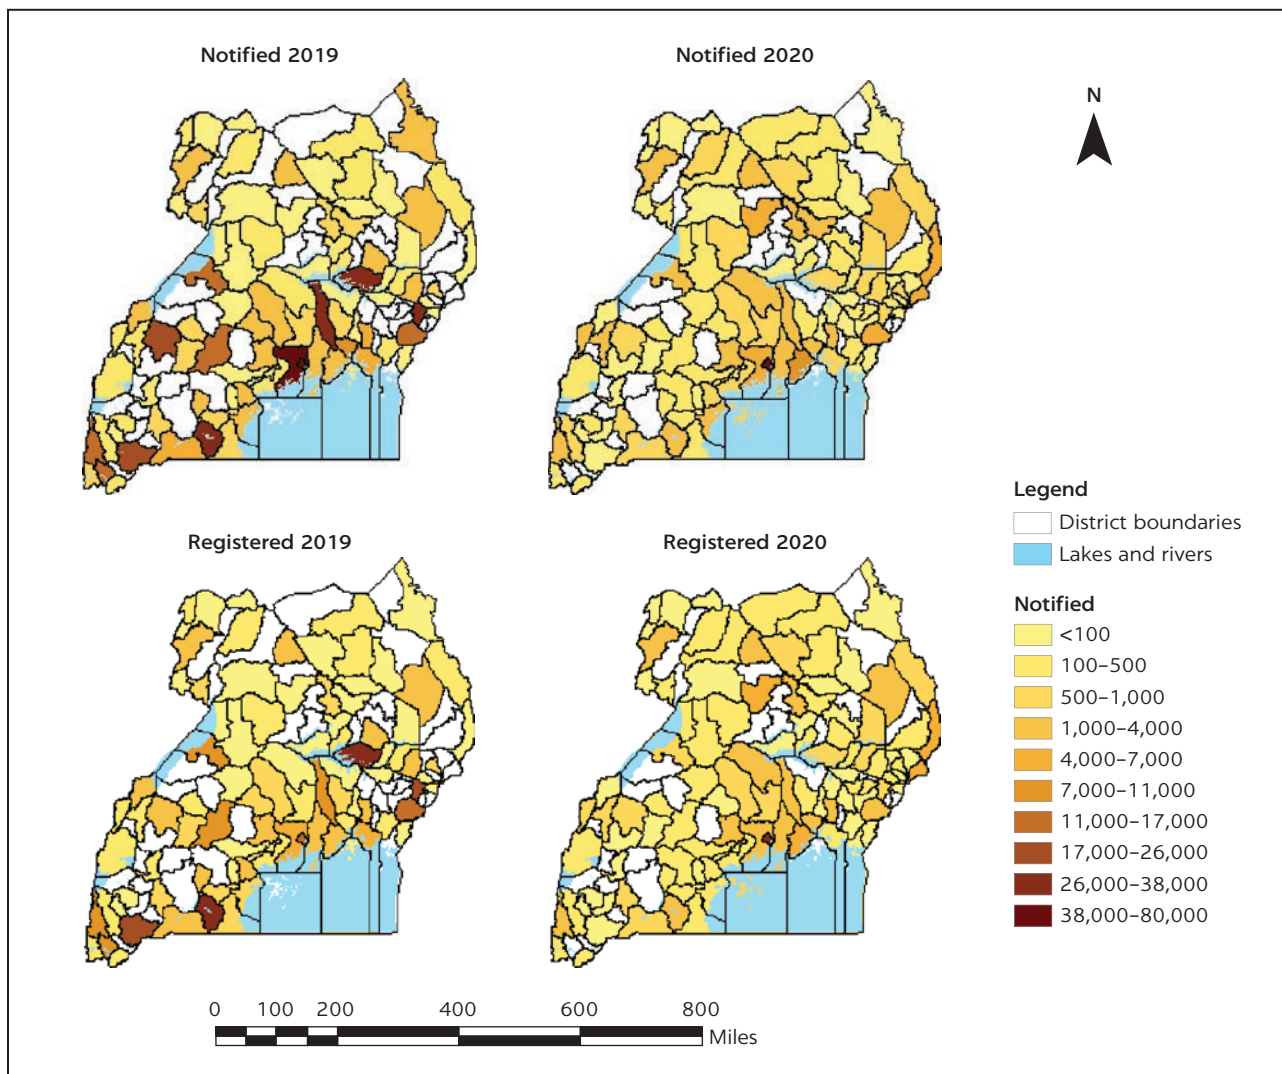 Notified 2019
Notified 2020
N
Registered 2019
Registered 2020
Legend
District boundaries
Lakes and rivers
Notified
<100
100–500
500–1,000
1,000–4,000
4,000–7,000
7,000–11,000
11,000–17,000
17,000–26,000
26,000–38,000
38,000–80,000
0 100 200 400 600 800
Miles